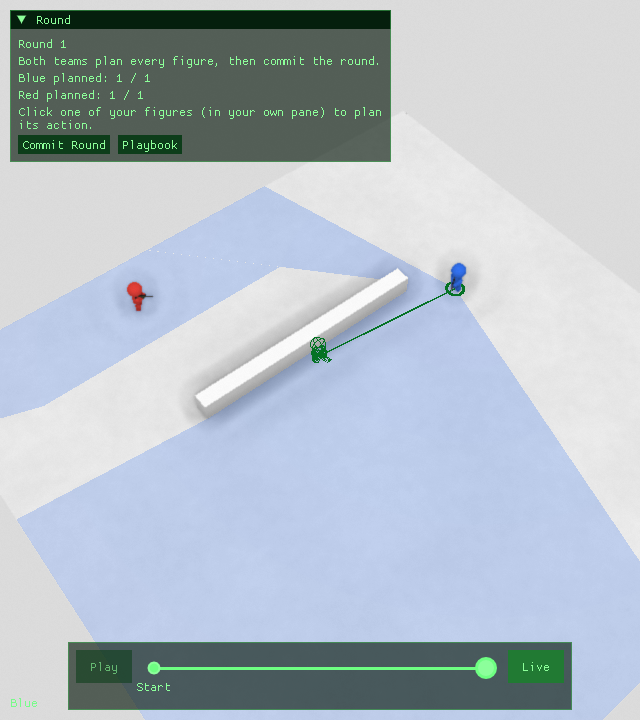 Round
Round 1
Both teams plan every figure, then commit the round.
Blue planned: 1 / 1
Red planned: 1 / 1
Click one of your figures (in your own pane) to plan
its action.
Commit Round Playbook
Play Live
Start
Blue